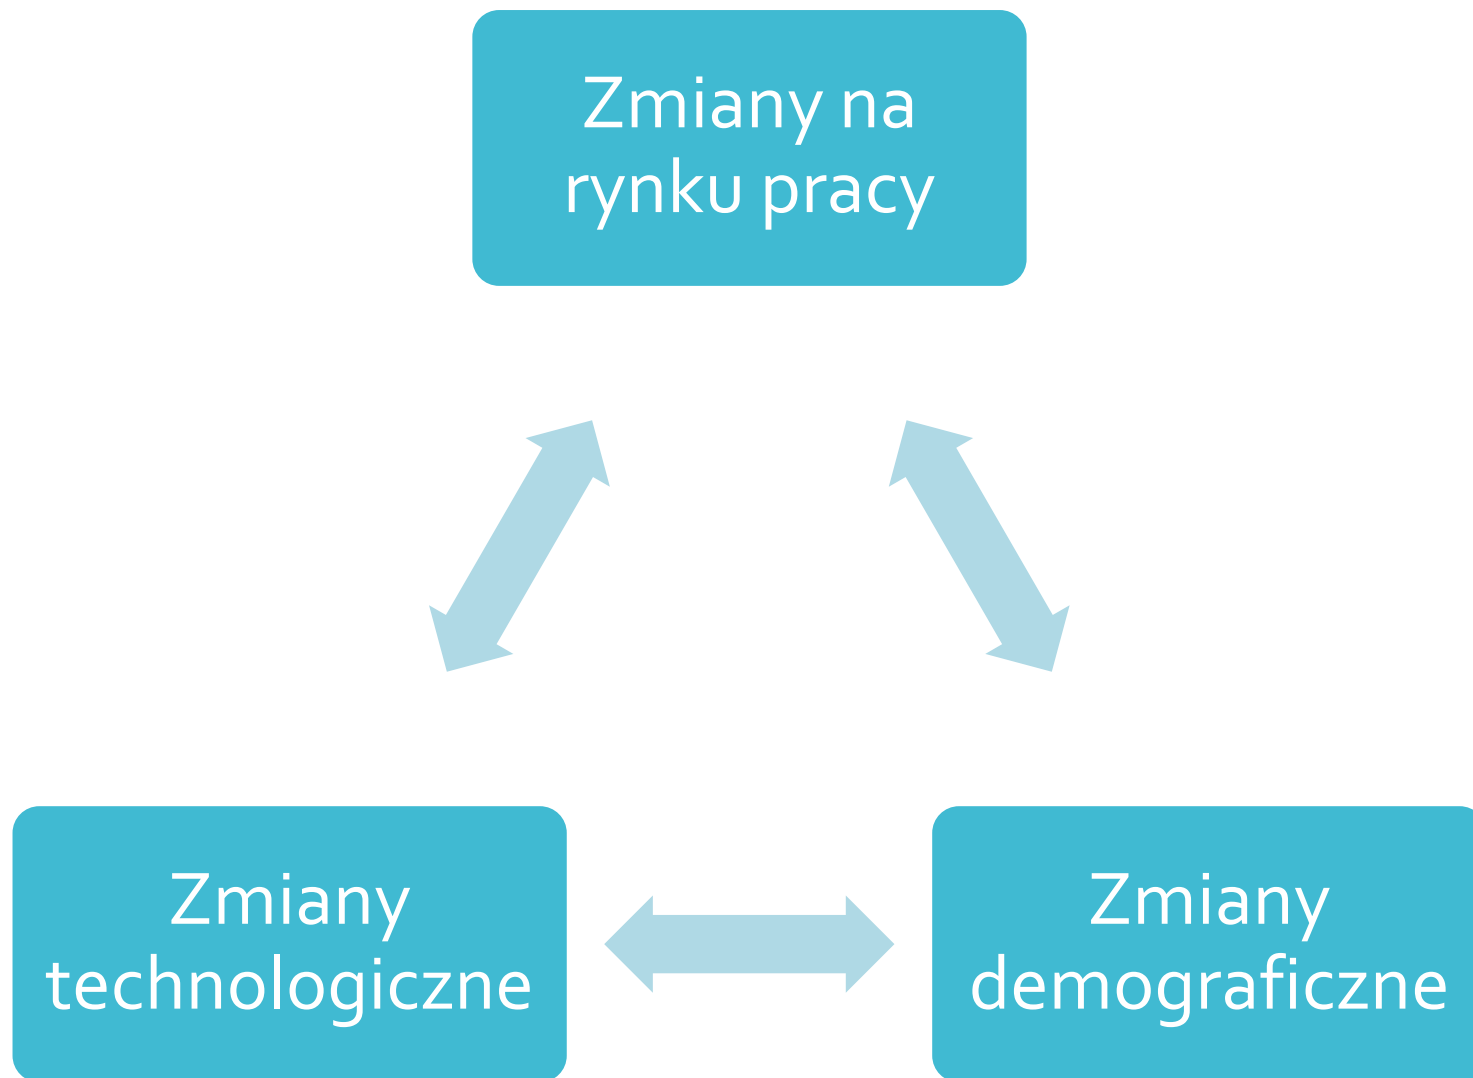 Zmiany na
rynku pracy
Zmiany
technologiczne
Zmiany
demograficzne